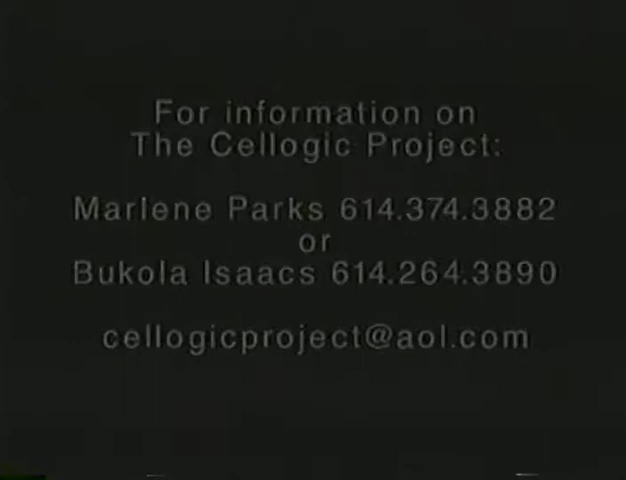 For information on
The Cellogic Project:
Marlene Parks 614.374.3882
or
Bukola Isaacs 614.264.3890
cellogicproject@aol.com